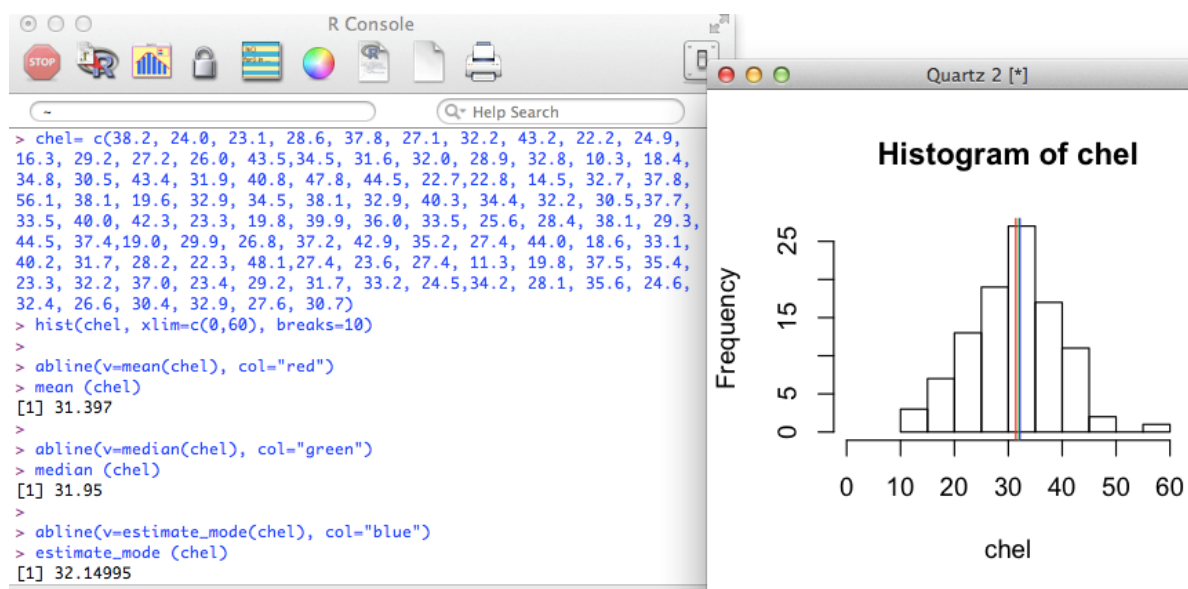 R Console
STOP
R
~
Help Search
> chel= c(38.2, 24.0, 23.1, 28.6, 37.8, 27.1, 32.2, 43.2, 22.2, 24.9,
16.3, 29.2, 27.2, 26.0, 43.5,34.5, 31.6, 32.0, 28.9, 32.8, 10.3, 18.4,
34.8, 30.5, 43.4, 31.9, 40.8, 47.8, 44.5, 22.7,22.8, 14.5, 32.7, 37.8,
56.1, 38.1, 19.6, 32.9, 34.5, 38.1, 32.9, 40.3, 34.4, 32.2, 30.5,37.7,
33.5, 40.0, 42.3, 23.3, 19.8, 39.9, 36.0, 33.5, 25.6, 28.4, 38.1, 29.3,
44.5, 37.4,19.0, 29.9, 26.8, 37.2, 42.9, 35.2, 27.4, 44.0, 18.6, 33.1,
40.2, 31.7, 28.2, 22.3, 48.1,27.4, 23.6, 27.4, 11.3, 19.8, 37.5, 35.4,
23.3, 32.2, 37.0, 23.4, 29.2, 31.7, 33.2, 24.5,34.2, 28.1, 35.6, 24.6,
32.4, 26.6, 30.4, 32.9, 27.6, 30.7)
> hist(chel, xlim=c(0,60), breaks=10)
>
> abline(v=mean(chel), col="red")
> mean (chel)
[1] 31.397
>
> abline(v=median(chel), col="green")
> median (chel)
[1] 31.95
>
> abline(v=estimate_mode(chel), col="blue")
> estimate_mode (chel)
[1] 32.14995
Quartz 2 [*]
Histogram of chel
Frequency
25
15
5
0
0 10 20 30 40 50 60
chel